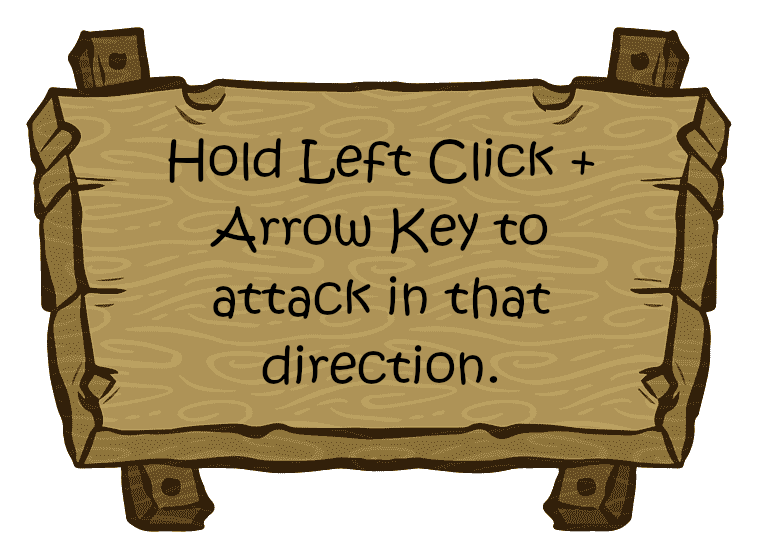 Hold Left Click +
Arrow Key to
attack in that
direction.